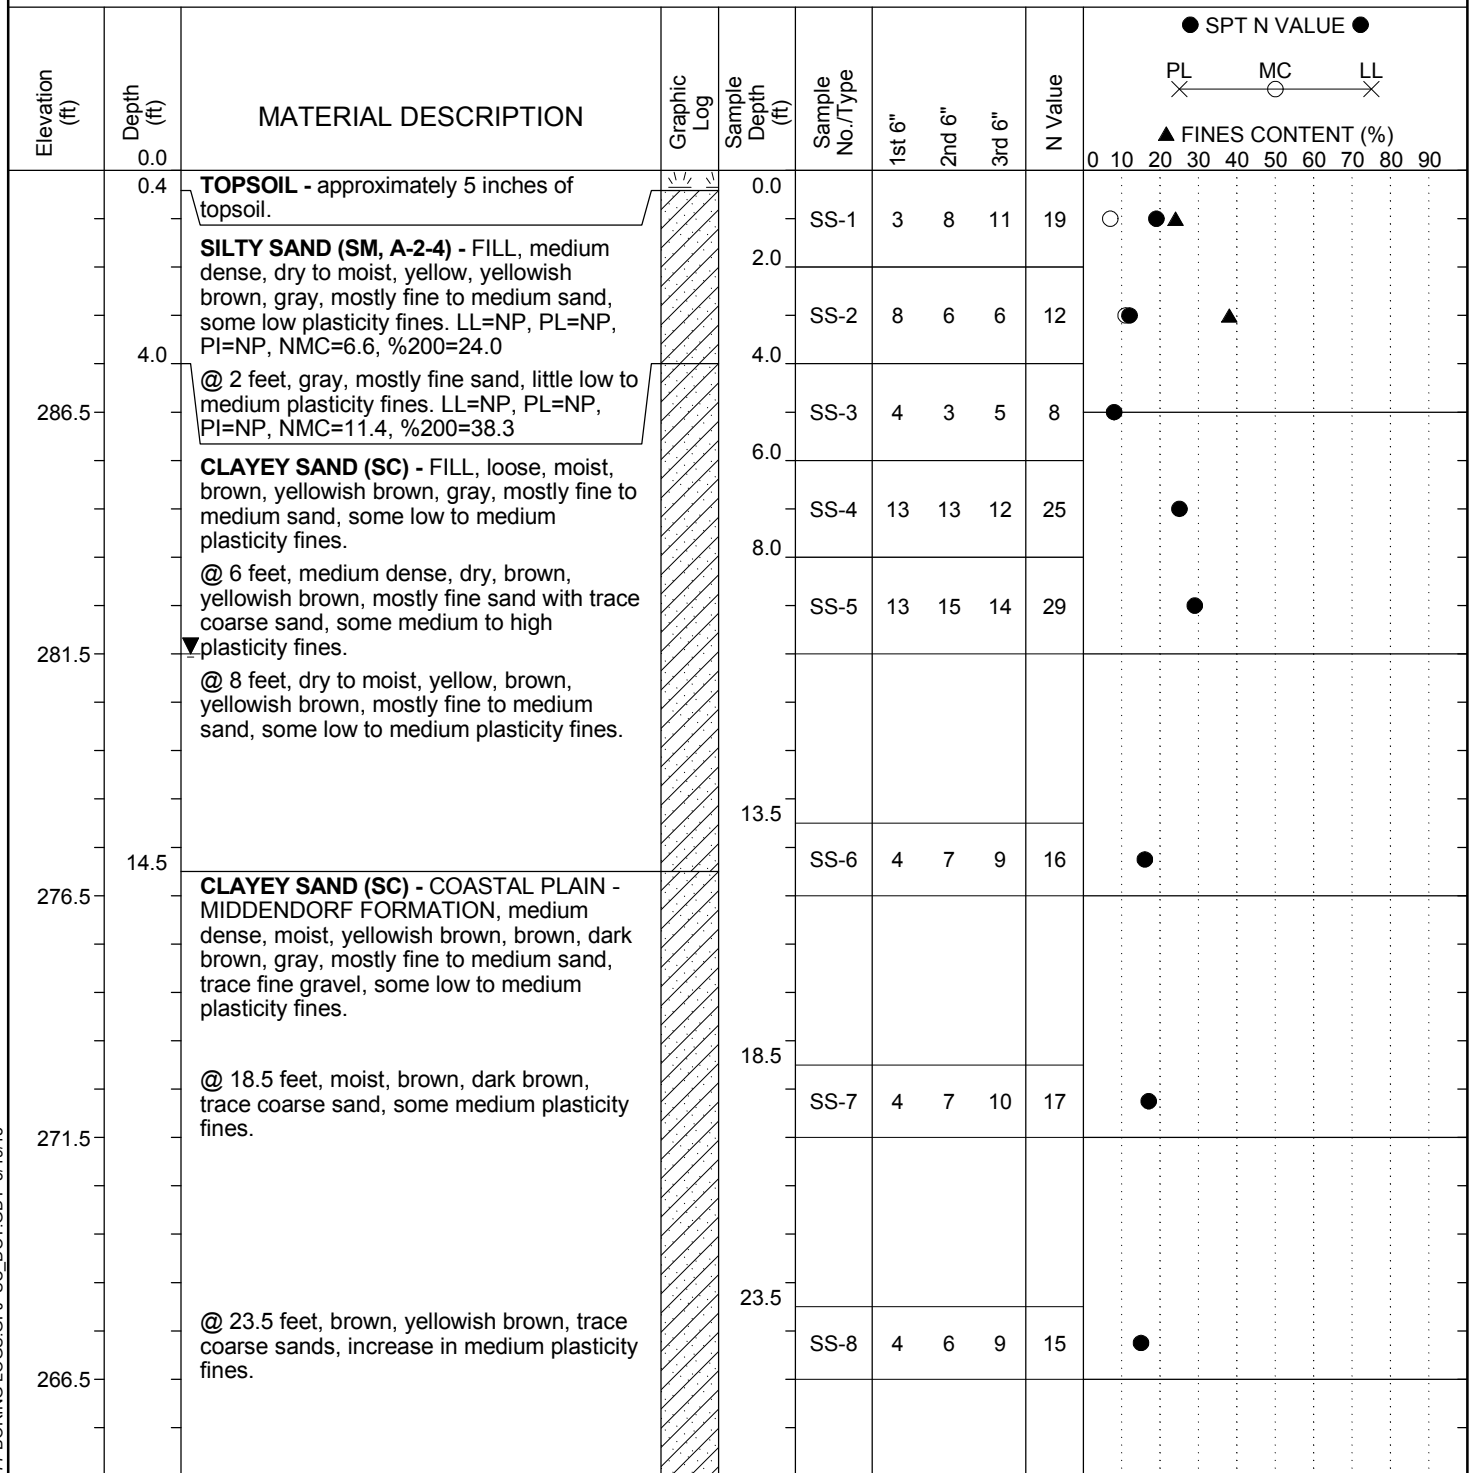 ● SPT N VALUE ●
PL MC LL
▲ FINES CONTENT (%)
0 10 20 30 40 50 60 70 80 90
Elevation
(ft)
Depth
(ft)
0.0
MATERIAL DESCRIPTION
Graphic
Log
Sample
Depth
(ft)
Sample
No./Type
1st 6"
2nd 6"
3rd 6"
N Value
0.4
TOPSOIL - approximately 5 inches of
topsoil.
0.0
SS-1 3 8 11 19
2.0
SILTY SAND (SM, A-2-4) - FILL, medium
dense, dry to moist, yellow, yellowish
brown, gray, mostly fine to medium sand,
some low plasticity fines. LL=NP, PL=NP,
PI=NP, NMC=6.6, %200=24.0
SS-2 8 6 6 12
4.0
4.0
@ 2 feet, gray, mostly fine sand, little low to
medium plasticity fines. LL=NP, PL=NP,
PI=NP, NMC=11.4, %200=38.3
286.5
SS-3 4 3 5 8
6.0
CLAYEY SAND (SC) - FILL, loose, moist,
brown, yellowish brown, gray, mostly fine to
medium sand, some low to medium
plasticity fines.
SS-4 13 13 12 25
8.0
@ 6 feet, medium dense, dry, brown,
yellowish brown, mostly fine sand with trace
coarse sand, some medium to high
plasticity fines.
SS-5 13 15 14 29
281.5
@ 8 feet, dry to moist, yellow, brown,
yellowish brown, mostly fine to medium
sand, some low to medium plasticity fines.
13.5
SS-6 4 7 9 16
14.5
276.5
CLAYEY SAND (SC) - COASTAL PLAIN -
MIDDENDORF FORMATION, medium
dense, moist, yellowish brown, brown, dark
brown, gray, mostly fine to medium sand,
trace fine gravel, some low to medium
plasticity fines.
18.5
@ 18.5 feet, moist, brown, dark brown,
trace coarse sand, some medium plasticity
fines.
SS-7 4 7 10 17
271.5
23.5
@ 23.5 feet, brown, yellowish brown, trace
coarse sands, increase in medium plasticity
fines.
SS-8 4 6 9 15
266.5